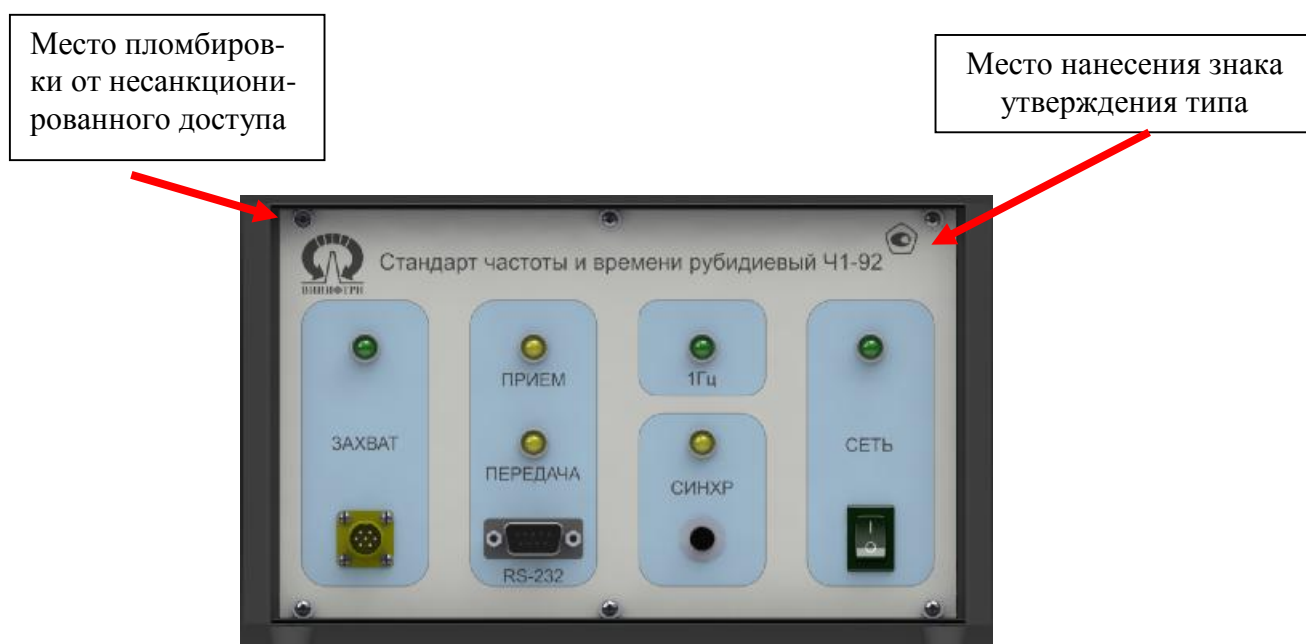 Место пломбиров-
ки от несанкциони-
рованного доступа
Место нанесения знака
утверждения типа
ВНИИФТРИ
Стандарт частоты и времени рубидиевый Ч1-92
ЗАХВАТ
ПРИЕМ
ПЕРЕДАЧА
RS-232
1Гц
СИНХР
СЕТЬ